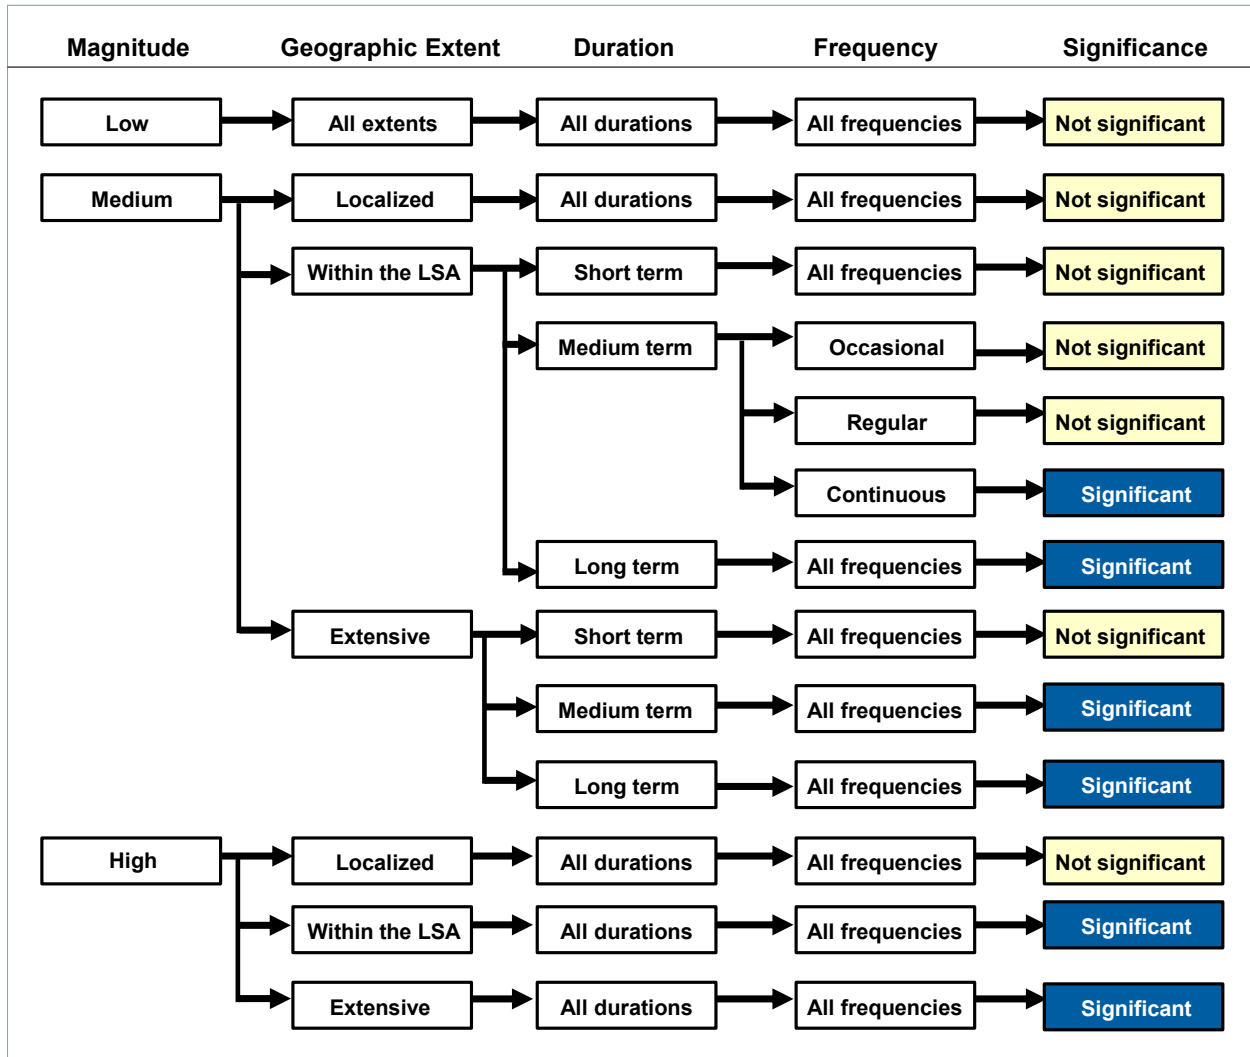 Magnitude Geographic Extent Duration Frequency Significance
Low All extents All durations All frequencies Not significant
Medium Localized All durations All frequencies Not significant
Within the LSA Short term All frequencies Not significant
Medium term Occasional Not significant
Regular Not significant
Continuous Significant
Long term All frequencies Significant
Extensive Short term All frequencies Not significant
Medium term All frequencies Significant
Long term All frequencies Significant
High Localized All durations All frequencies Not significant
Within the LSA All durations All frequencies Significant
Extensive All durations All frequencies Significant